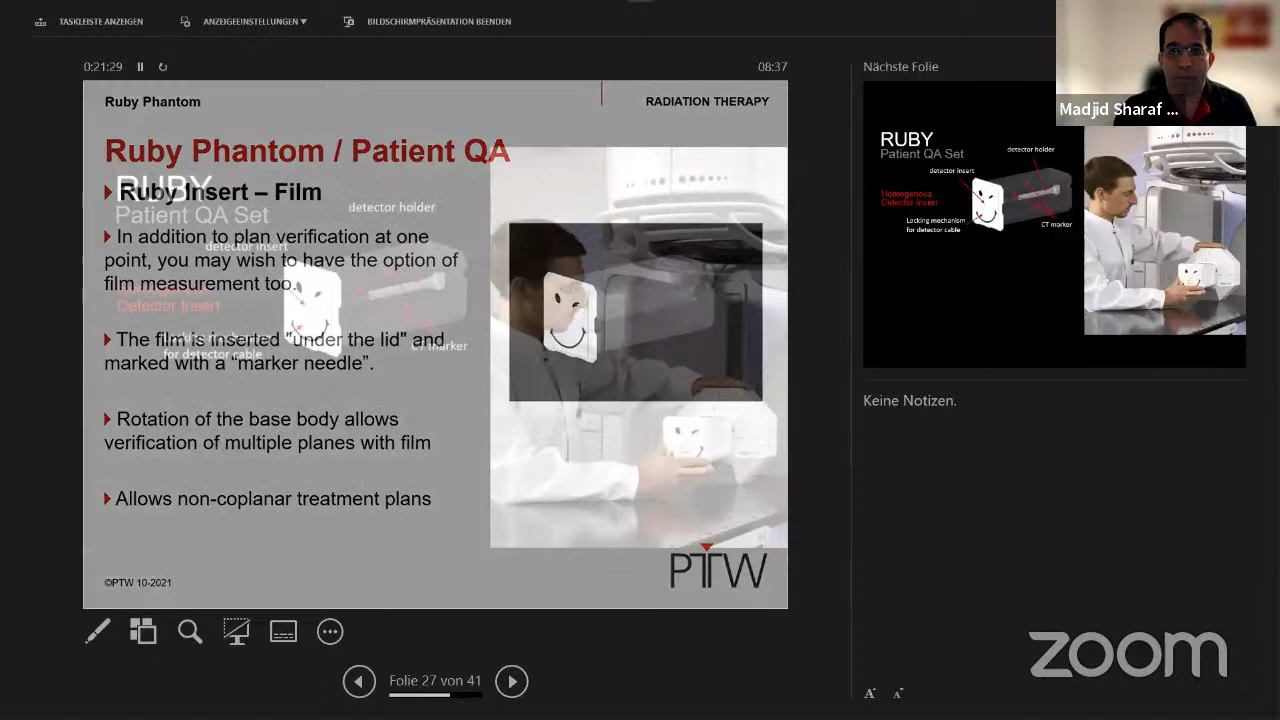 TASKLEISTE ANZEIGEN
ANZEIGEEINSTELLUNGEN ▾
BILDSCHIRMPRÄSENTATION BEENDEN
0:21:29
08:37
Ruby Phantom
RADIATION THERAPY
Ruby Phantom / Patient QA
Ruby Insert – Film
In addition to plan verification at one
point, you may wish to have the option of
film measurement too.
The film is inserted "under the lid" and
marked with a “marker needle”.
Rotation of the base body allows
verification of multiple planes with film
Allows non-coplanar treatment plans
RUBY
Patient QA Set
detector holder
detector insert
Homogenous
Detector Insert
Locking mechanism
for detector cable
CT marker
©PTW 10-2021
PTW
Folie 27 von 41
Nächste Folie
RUBY
Patient QA Set
detector holder
detector insert
Homogenous
Detector Insert
Locking mechanism
for detector cable
CT marker
Keine Notizen.
Madjid Sharaf ...
zoom
A
A